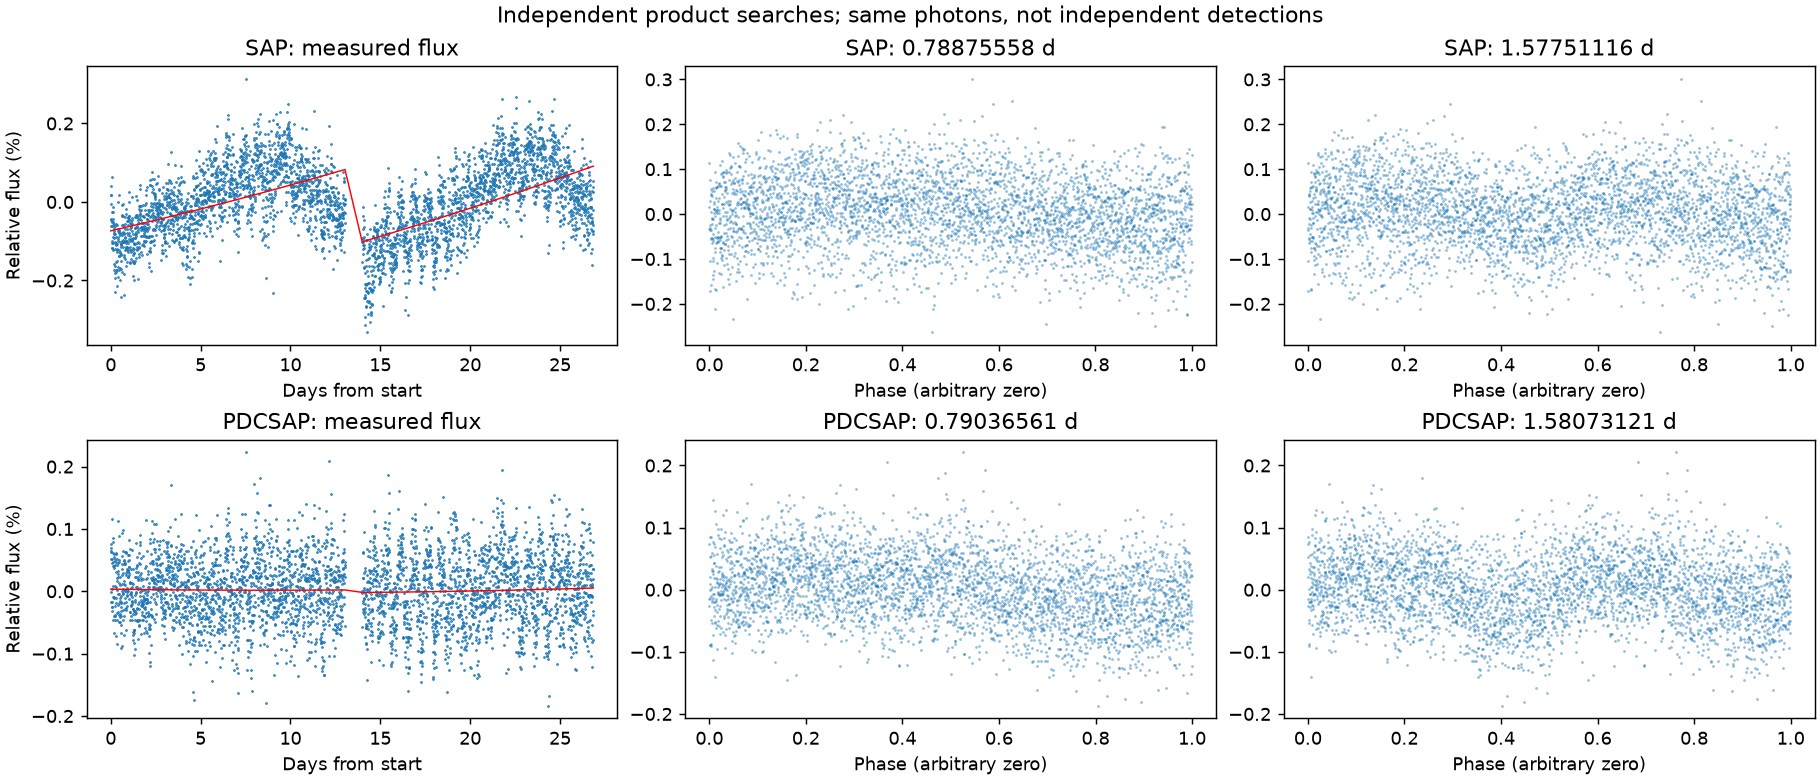 Independent product searches; same photons, not independent detections
SAP: measured flux
Relative flux (%)
0.2
0.0
−0.2
0 5 10 15 20 25
Days from start
SAP: 0.78875558 d
0.3
0.2
0.1
0.0
−0.1
−0.2
0.0 0.2 0.4 0.6 0.8 1.0
Phase (arbitrary zero)
SAP: 1.57751116 d
0.3
0.2
0.1
0.0
−0.1
−0.2
0.0 0.2 0.4 0.6 0.8 1.0
Phase (arbitrary zero)
PDCSAP: measured flux
Relative flux (%)
0.2
0.1
0.0
−0.1
−0.2
0 5 10 15 20 25
Days from start
PDCSAP: 0.79036561 d
0.2
0.1
0.0
−0.1
−0.2
0.0 0.2 0.4 0.6 0.8 1.0
Phase (arbitrary zero)
PDCSAP: 1.58073121 d
0.2
0.1
0.0
−0.1
−0.2
0.0 0.2 0.4 0.6 0.8 1.0
Phase (arbitrary zero)